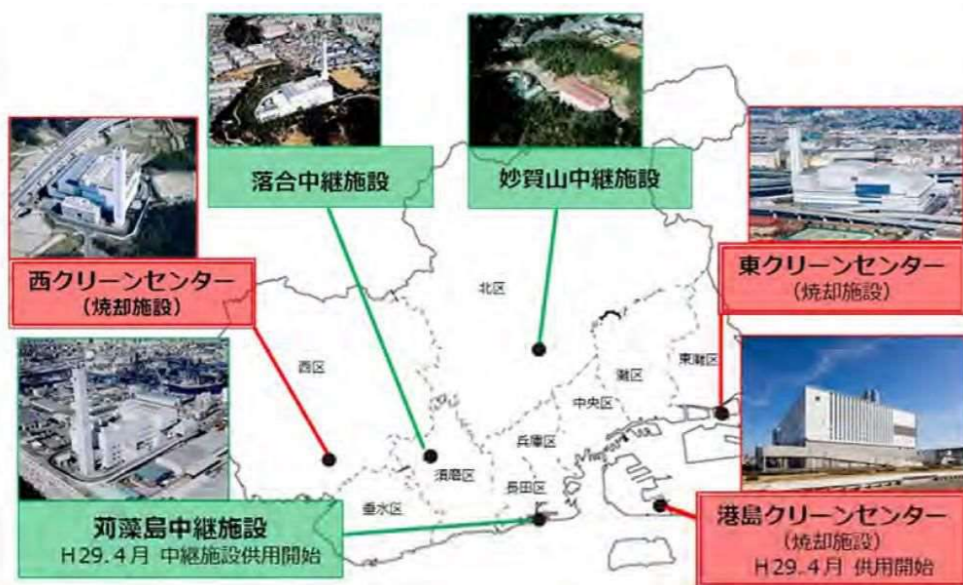 落合中継施設
妙賀山中継施設
西クリーンセンター
(焼却施設)
東クリーンセンター
(焼却施設)
北区
西区
東灘区
灘区
中央区
兵庫区
須磨区
長田区
垂水区
苅藻島中継施設
H29.4月 中継施設供用開始
港島クリーンセンター
(焼却施設)
H29.4月 供用開始